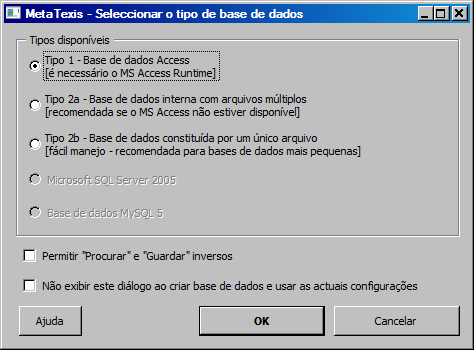 MetaTexis - Seleccionar o tipo de base de dados
Tipos disponíveis
Tipo 1 - Base de dados Access
[é necessário o MS Access Runtime]
Tipo 2a - Base de dados interna com arquivos múltiplos
[recomendada se o MS Access não estiver disponível]
Tipo 2b - Base de dados constituída por um único arquivo
[fácil manejo - recomendada para bases de dados mais pequenas]
Microsoft SQL Server 2005
Base de dados MySQL 5
Permitir "Procurar" e "Guardar" inversos
Não exibir este diálogo ao criar base de dados e usar as actuais configurações
Ajuda
OK
Cancelar